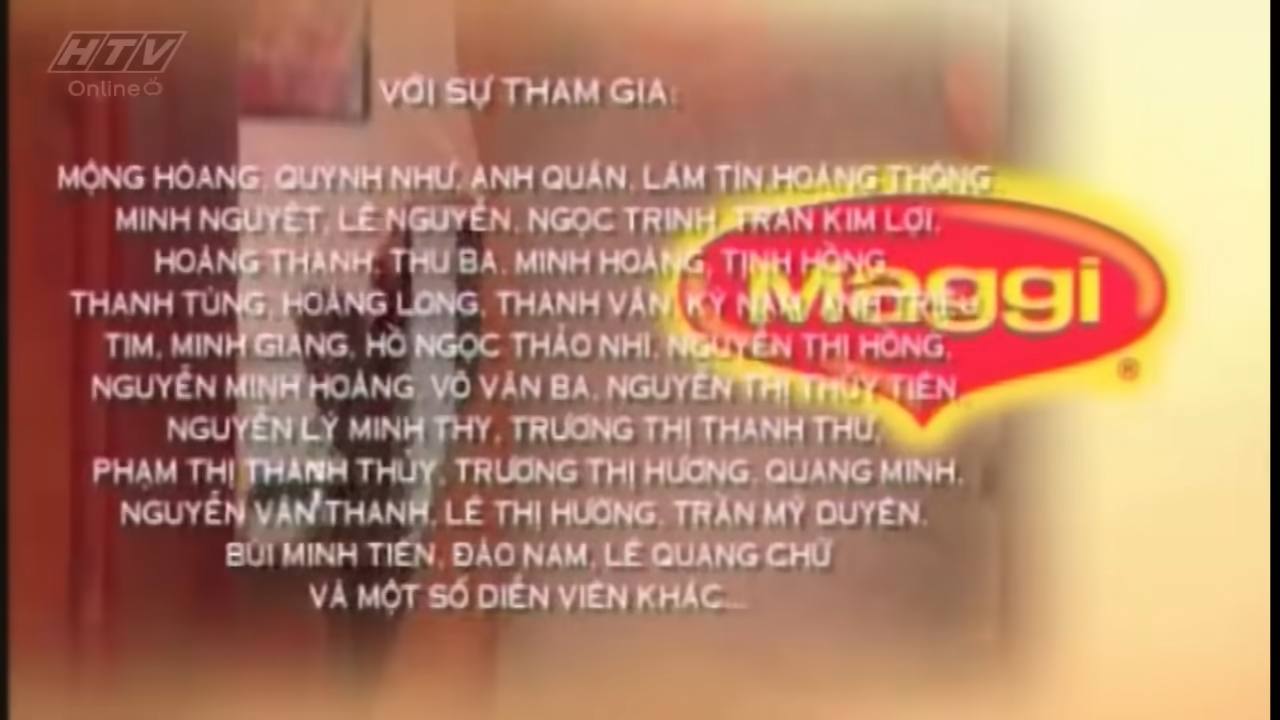 HTV
Online
VỚI SỰ THAM GIA:
MỘNG HOÀNG, QUỲNH NHƯ, ANH QUÂN, LÂM TÍN, HOÀNG THÔNG,
MINH NGUYỆT, LÊ NGUYỄN, NGỌC TRINH, TRẦN KIM LỢI,
HOÀNG THANH, THU BA, MINH HOÀNG, TỊNH HỒNG,
THANH TÙNG, HOÀNG LONG, THANH VÂN, KỲ NAM, ANH
Maggi
®
TIM, MINH GIANG, HỒ NGỌC THẢO NHI, NGUYỄN THỊ HỒNG,
NGUYỄN MINH HOÀNG, VÕ VĂN BA, NGUYỄN THỊ THỦY TIÊN,
NGUYỄN LÝ MINH THY, TRƯƠNG THỊ THANH THƯ,
PHẠM THỊ THANH THÚY, TRƯƠNG THỊ HƯƠNG, QUANG MINH,
NGUYỄN VĂN THANH, LÊ THỊ HƯỜNG, TRẦN MỸ DUYÊN,
BÙI MINH TIẾN, ĐÀO NAM, LÊ QUANG CHỮ
VÀ MỘT SỐ DIỄN VIÊN KHÁC...